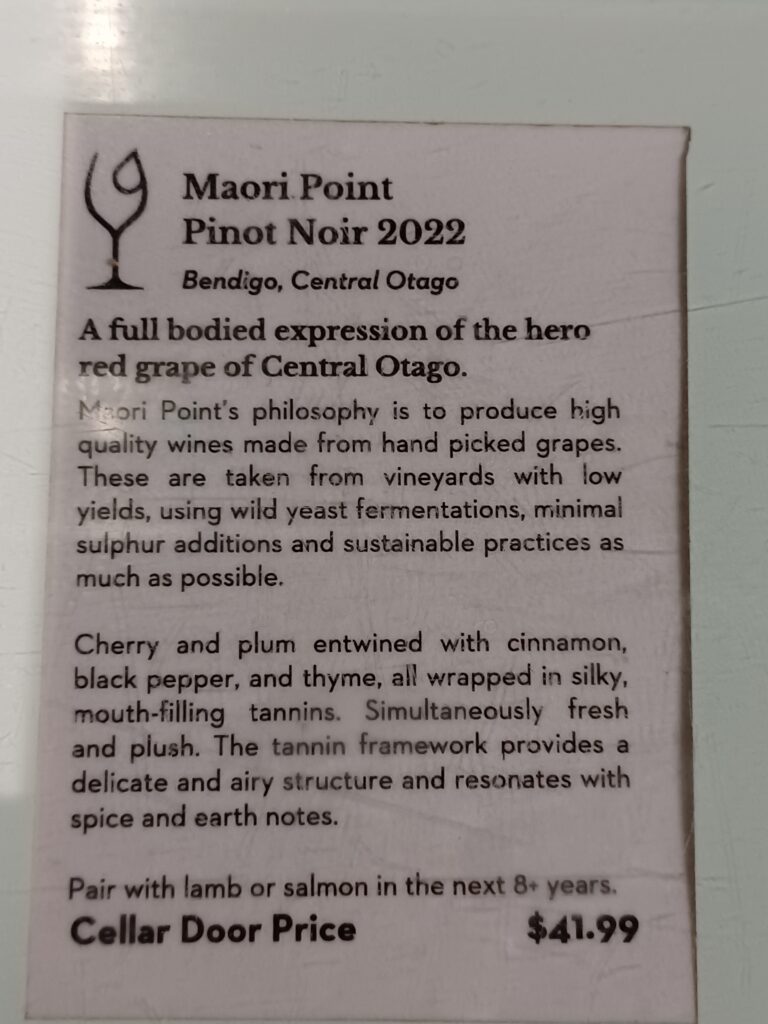 Maori Point
Pinot Noir 2022
Bendigo, Central Otago
A full bodied expression of the hero
red grape of Central Otago.
Maori Point's philosophy is to produce high
quality wines made from hand picked grapes.
These are taken from vineyards with low
yields, using wild yeast fermentations, minimal
sulphur additions and sustainable practices as
much as possible.
Cherry and plum entwined with cinnamon,
black pepper, and thyme, all wrapped in silky,
mouth-filling tannins. Simultaneously fresh
and plush. The tannin framework provides a
delicate and airy structure and resonates with
spice and earth notes.
Pair with lamb or salmon in the next 8+ years.
Cellar Door Price $41.99